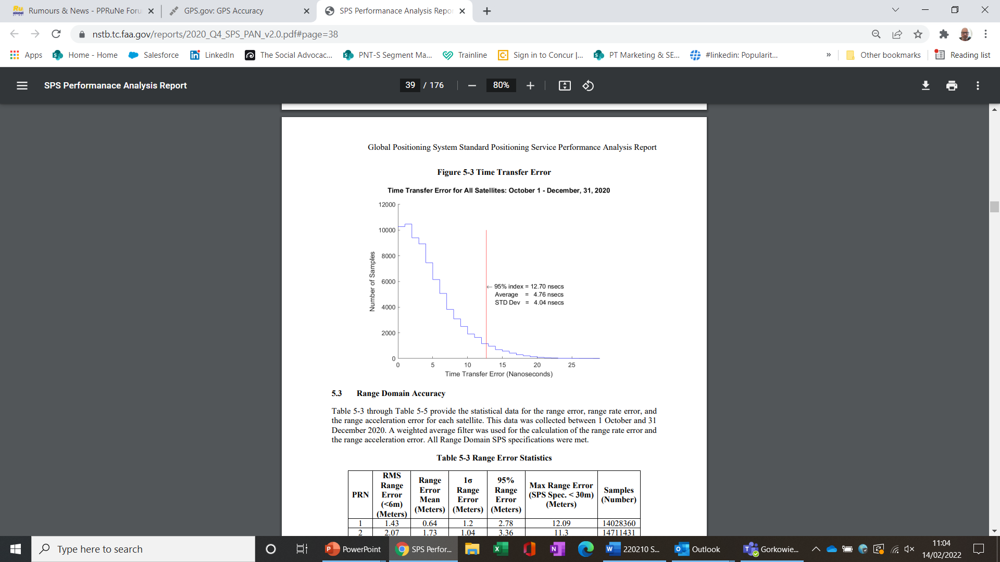 Rumours & News - PPRuNe Foru
GPS.gov: GPS Accuracy
SPS Performanace Analysis Repo
nstb.tc.faa.gov/reports/2020_Q4_SPS_PAN_v2.0.pdf#page=38
Apps
Home - Home
Salesforce
LinkedIn
The Social Advocac...
PNT-S Segment Ma...
Trainline
Sign in to Concur |...
PT Marketing & SE...
#linkedin: Popularit...
»
Other bookmarks
Reading list
SPS Performanace Analysis Report
39 / 176
80%
Global Positioning System Standard Positioning Service Performance Analysis Report
Figure 5-3 Time Transfer Error
Time Transfer Error for All Satellites: October 1 - December, 31, 2020
12000
10000
8000
6000
4000
2000
0
Number of Samples
← 95% index = 12.70 nsecs
Average = 4.76 nsecs
STD Dev = 4.04 nsecs
0 5 10 15 20 25
Time Transfer Error (Nanoseconds)
5.3 Range Domain Accuracy
Table 5-3 through Table 5-5 provide the statistical data for the range error, range rate error, and
the range acceleration error for each satellite. This data was collected between 1 October and 31
December 2020. A weighted average filter was used for the calculation of the range rate error and
the range acceleration error. All Range Domain SPS specifications were met.
Table 5-3 Range Error Statistics
PRN
RMS
Range
Error
(<6m)
(Meters)
Range
Error
Mean
(Meters)
1σ
Range
Error
(Meters)
95%
Range
Error
(Meters)
Max Range Error
(SPS Spec. < 30m)
(Meters)
Samples
(Number)
1 1.43 0.64 1.2 2.78 12.09 14028360
2 2.07 1.73 1.04 3.36 11.3 14711431
Type here to search
PowerPoint
SPS Perfor...
220210 S...
Outlook
Gorkowie...
11:04
14/02/2022